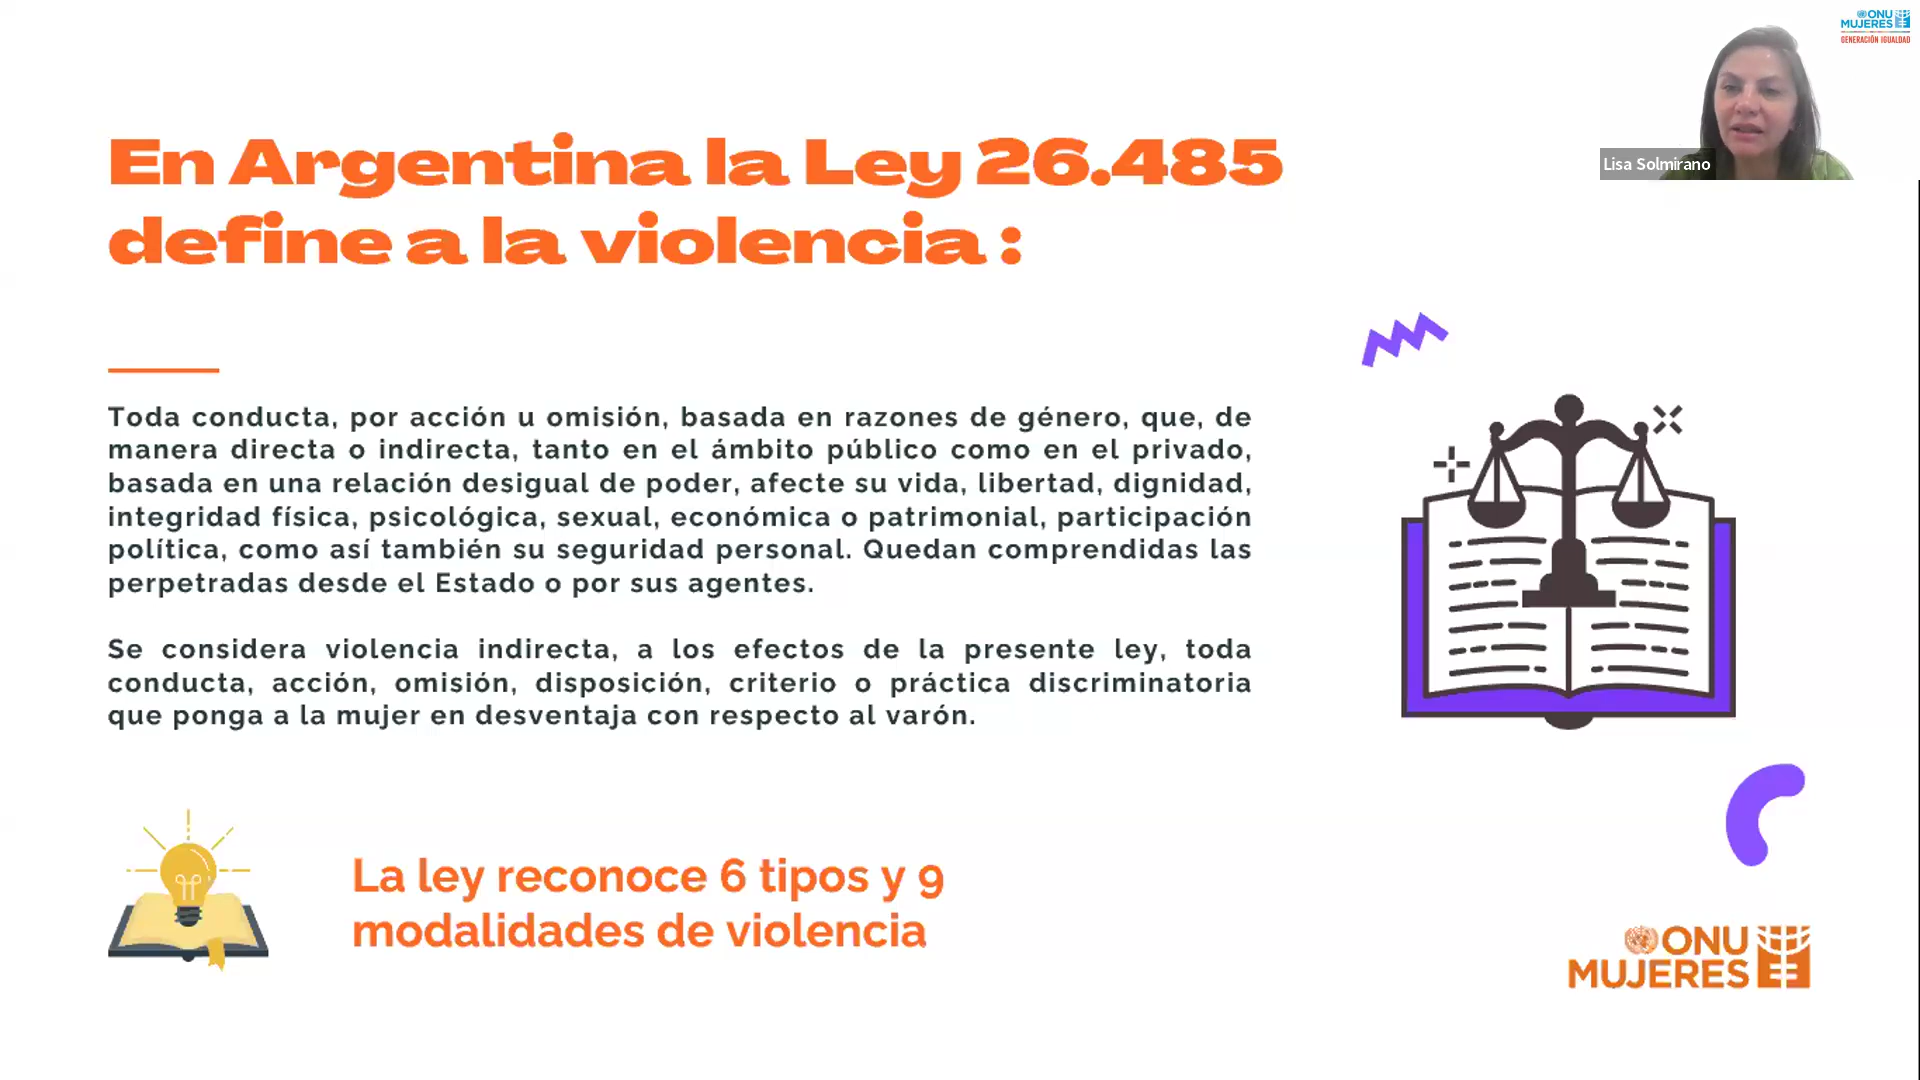 ONU
MUJERES
GENERACIÓN IGUALDAD
Lisa Solmirano
En Argentina la Ley 26.485
define a la violencia :
Toda conducta, por acción u omisión, basada en razones de género, que, de
manera directa o indirecta, tanto en el ámbito público como en el privado,
basada en una relación desigual de poder, afecte su vida, libertad, dignidad,
integridad física, psicológica, sexual, económica o patrimonial, participación
política, como así también su seguridad personal. Quedan comprendidas las
perpetradas desde el Estado o por sus agentes.
Se considera violencia indirecta, a los efectos de la presente ley, toda
conducta, acción, omisión, disposición, criterio o práctica discriminatoria
que ponga a la mujer en desventaja con respecto al varón.
La ley reconoce 6 tipos y 9
modalidades de violencia
ONU
MUJERES